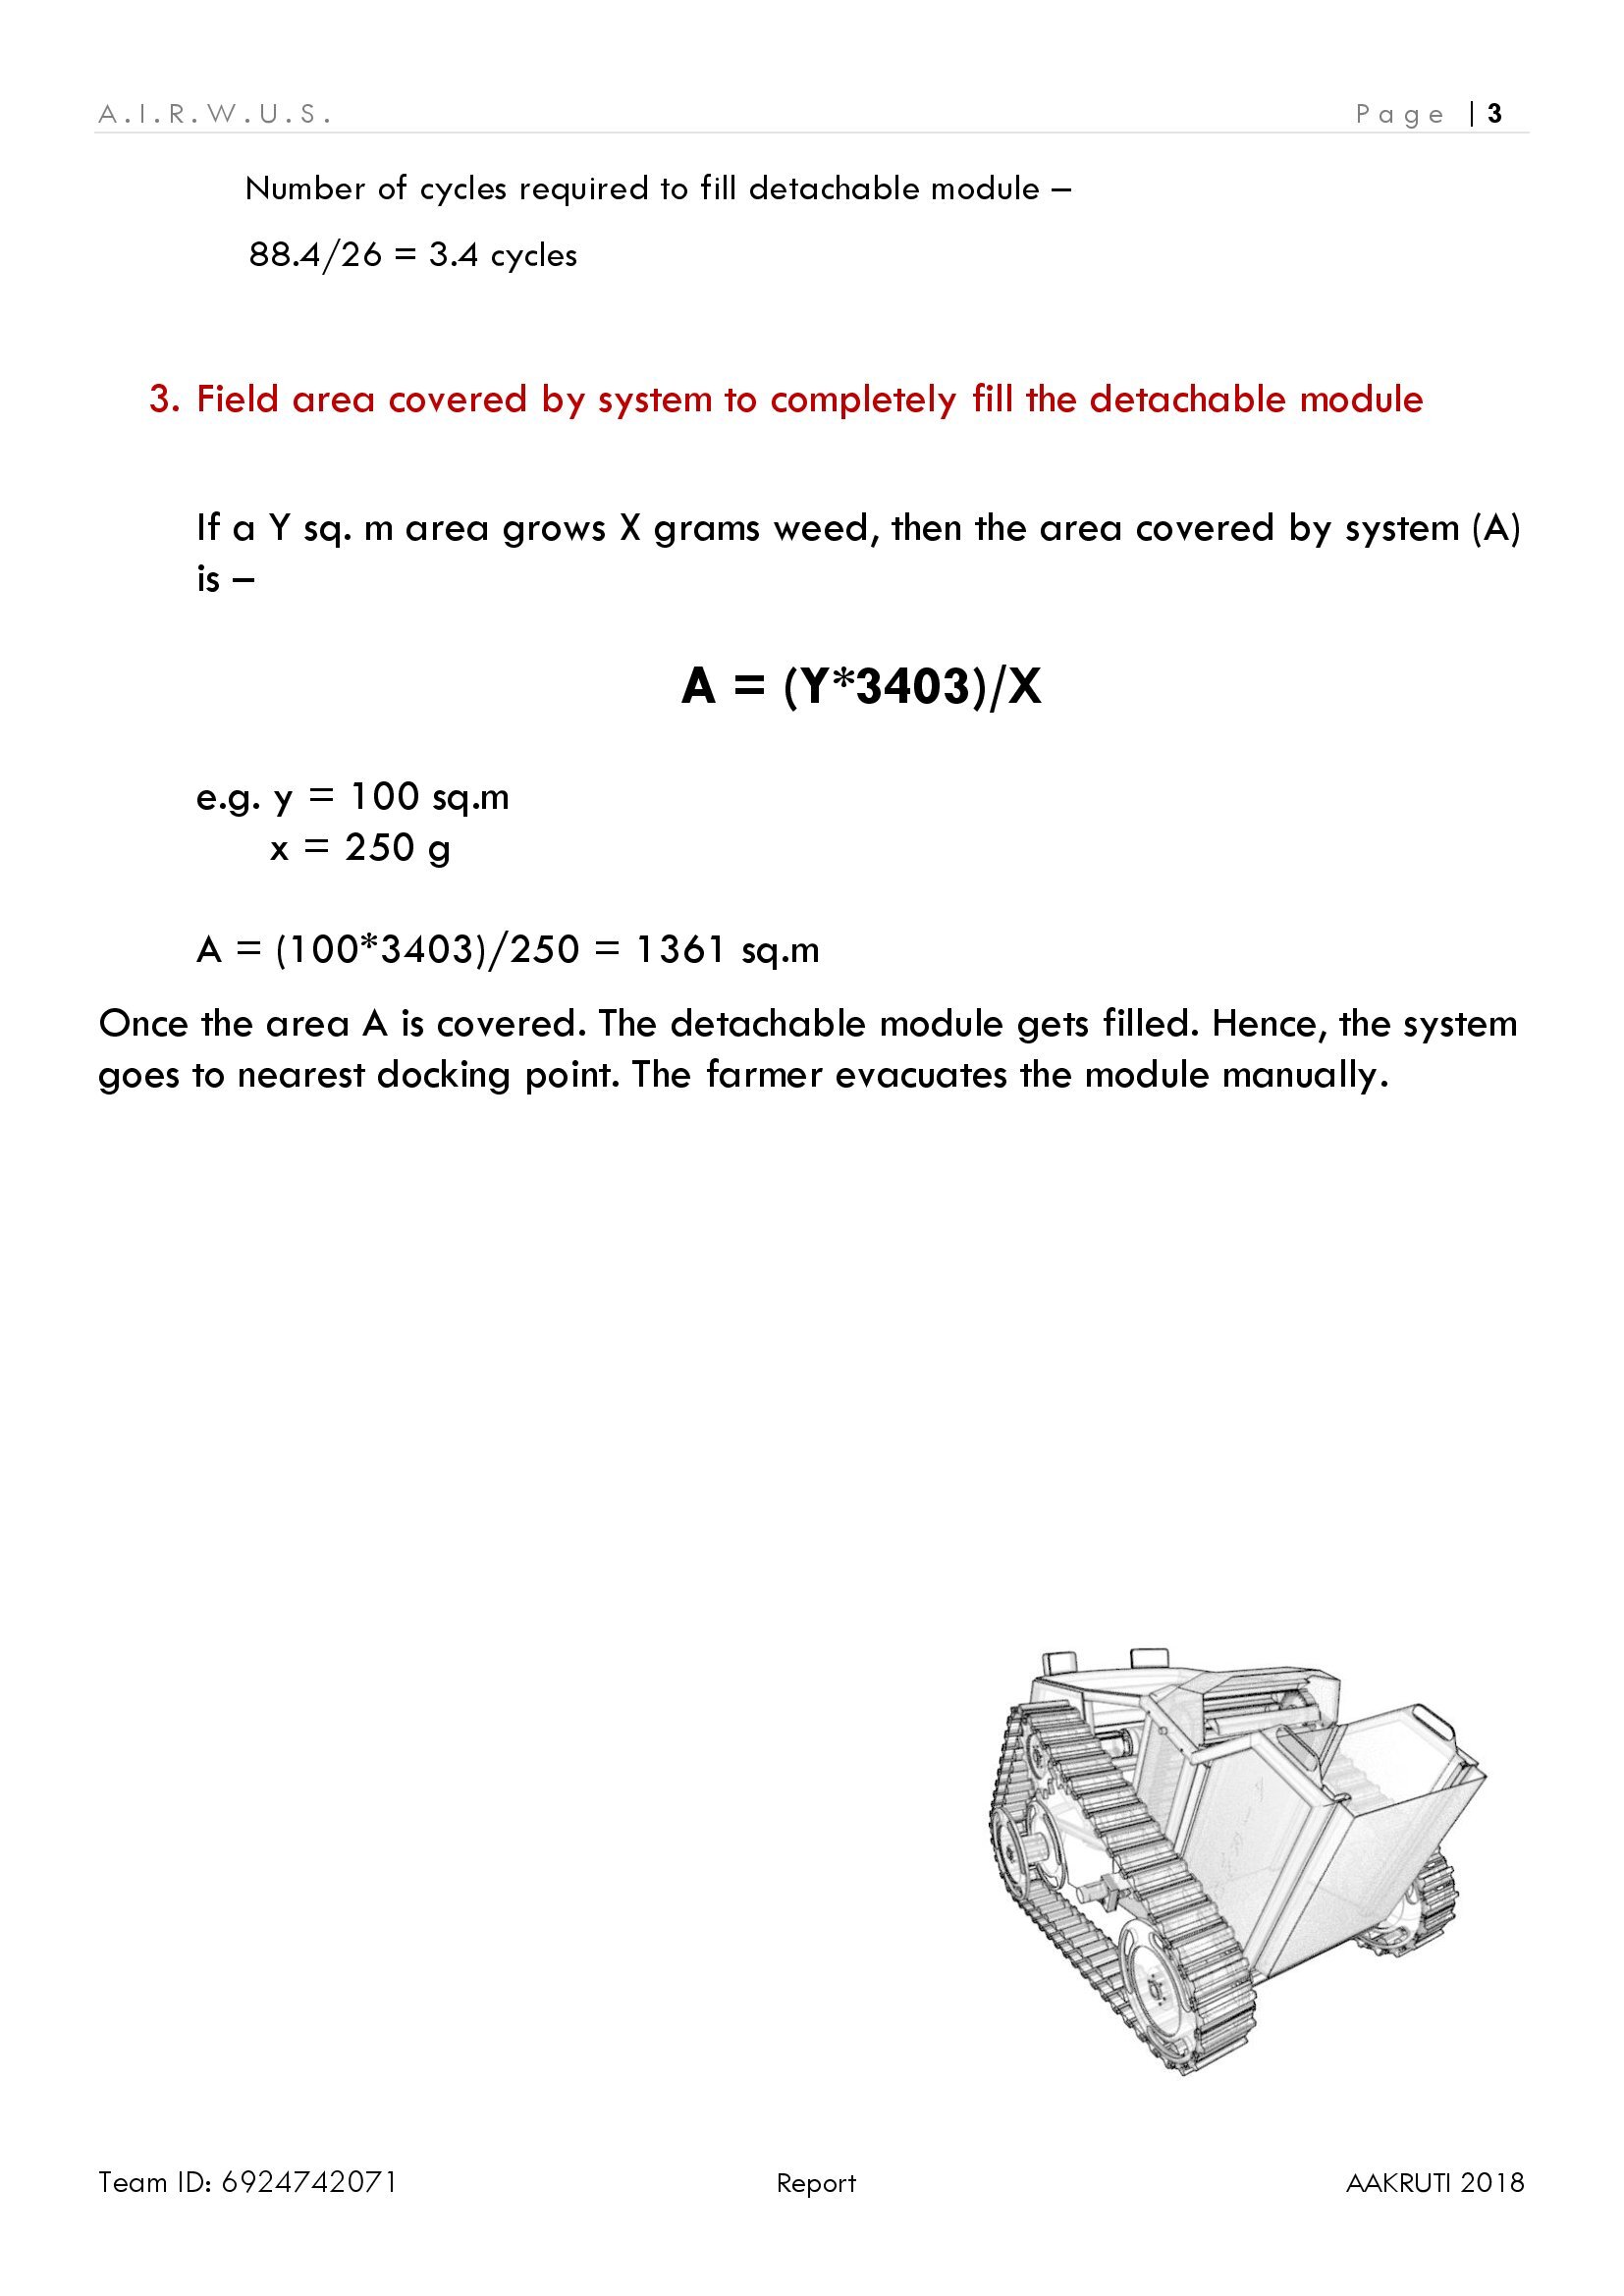 A.I.R.W.U.S. Page | 3
Number of cycles required to fill detachable module –
88.4/26 = 3.4 cycles
3. Field area covered by system to completely fill the detachable module
If a Y sq. m area grows X grams weed, then the area covered by system (A)
is –
A = (Y*3403)/X
e.g. y = 100 sq.m
x = 250 g
A = (100*3403)/250 = 1361 sq.m
Once the area A is covered. The detachable module gets filled. Hence, the system
goes to nearest docking point. The farmer evacuates the module manually.
Team ID: 6924742071 Report AAKRUTI 2018